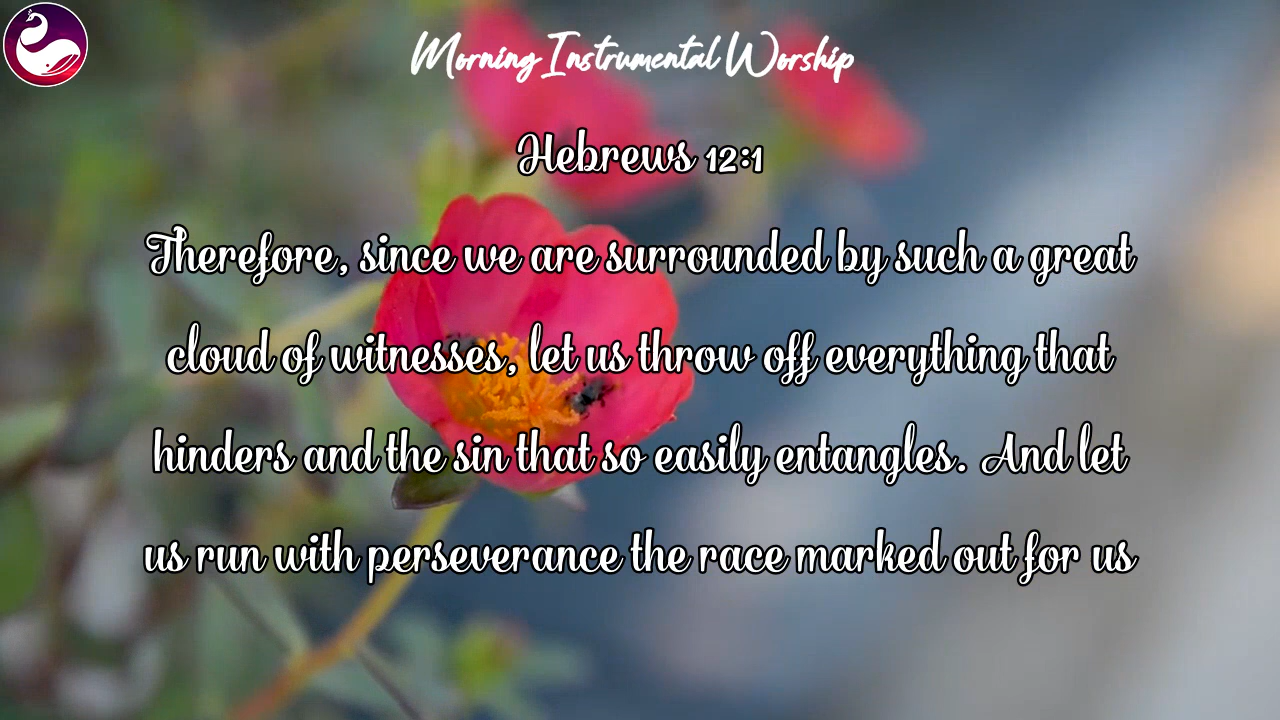 Morning Instrumental Worship
Hebrews 12:1
Therefore, since we are surrounded by such a great
cloud of witnesses, let us throw off everything that
hinders and the sin that so easily entangles. And let
us run with perseverance the race marked out for us